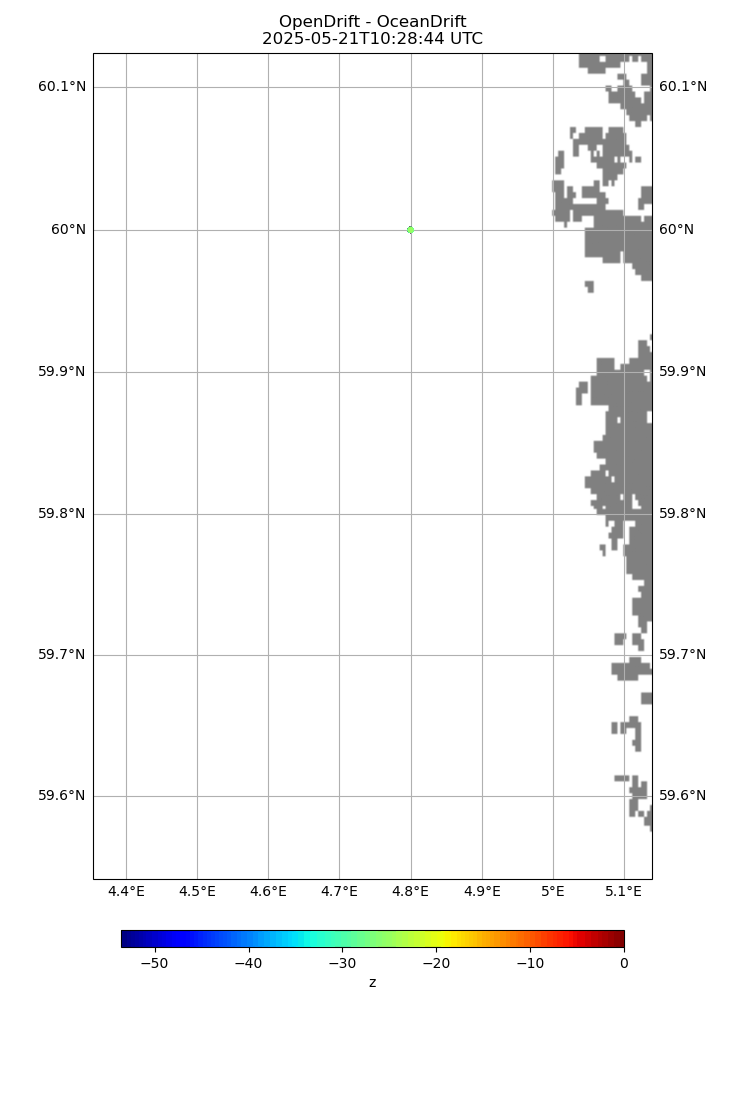 OpenDrift - OceanDrift
2025-05-21T10:28:44 UTC
60.1°N 60.1°N
60°N 60°N
59.9°N 59.9°N
59.8°N 59.8°N
59.7°N 59.7°N
59.6°N 59.6°N
4.4°E 4.5°E 4.6°E 4.7°E 4.8°E 4.9°E 5°E 5.1°E
−50 −40 −30 −20 −10 0
z